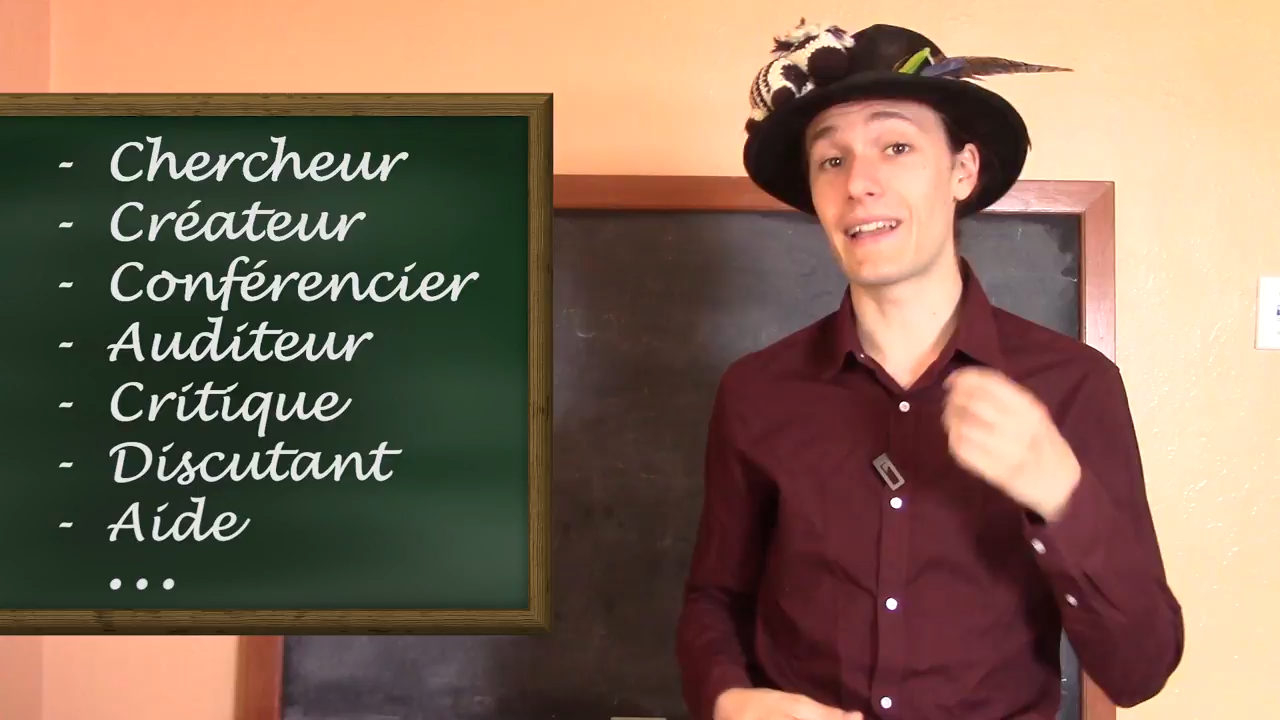 - Chercheur
- Créateur
- Conférencier
- Auditeur
- Critique
- Discutant
- Aide
...